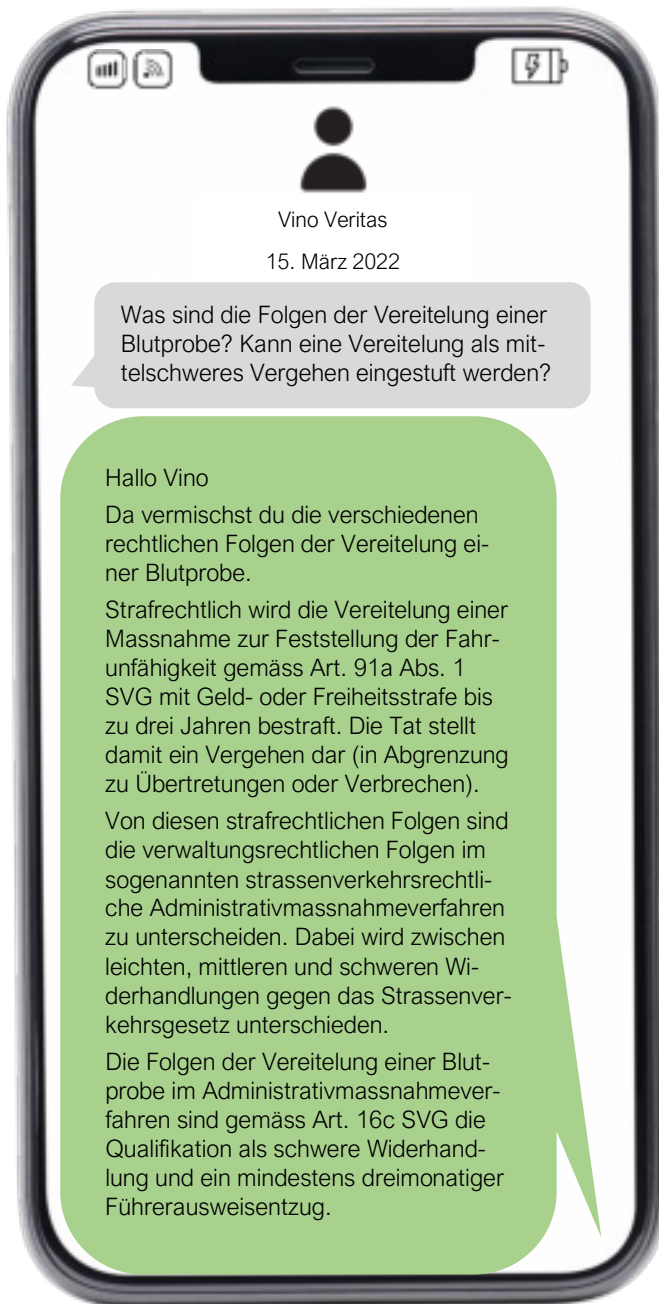 Vino Veritas
15. März 2022
Was sind die Folgen der Vereitelung einer
Blutprobe? Kann eine Vereitelung als mit-
telschweres Vergehen eingestuft werden?
Hallo Vino
Da vermischst du die verschiedenen
rechtlichen Folgen der Vereitelung ei-
ner Blutprobe.
Strafrechtlich wird die Vereitelung einer
Massnahme zur Feststellung der Fahr-
unfähigkeit gemäss Art. 91a Abs. 1
SVG mit Geld- oder Freiheitsstrafe bis
zu drei Jahren bestraft. Die Tat stellt
damit ein Vergehen dar (in Abgrenzung
zu Übertretungen oder Verbrechen).
Von diesen strafrechtlichen Folgen sind
die verwaltungsrechtlichen Folgen im
sogenannten strassenverkehrsrechtli-
che Administrativmassnahmeverfahren
zu unterscheiden. Dabei wird zwischen
leichten, mittleren und schweren Wi-
derhandlungen gegen das Strassenver-
kehrsgesetz unterschieden.
Die Folgen der Vereitelung einer Blut-
probe im Administrativmassnahmever-
fahren sind gemäss Art. 16c SVG die
Qualifikation als schwere Widerhand-
lung und ein mindestens dreimonatiger
Führerausweisentzug.